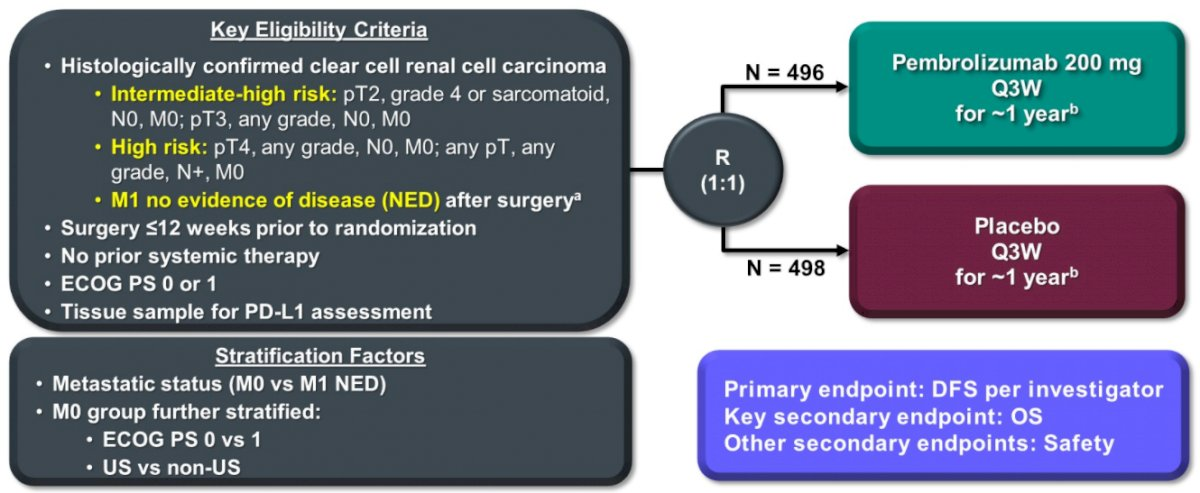 Key Eligibility Criteria
• Histologically confirmed clear cell renal cell carcinoma
• Intermediate-high risk: pT2, grade 4 or sarcomatoid,
N0, M0; pT3, any grade, N0, M0
• High risk: pT4, any grade, N0, M0; any pT, any
grade, N+, M0
• M1 no evidence of disease (NED) after surgeryᵃ
• Surgery ≤12 weeks prior to randomization
• No prior systemic therapy
• ECOG PS 0 or 1
• Tissue sample for PD-L1 assessment
Stratification Factors
• Metastatic status (M0 vs M1 NED)
• M0 group further stratified:
• ECOG PS 0 vs 1
• US vs non-US
R
(1:1)
N = 496
Pembrolizumab 200 mg
Q3W
for ~1 yearᵇ
N = 498
Placebo
Q3W
for ~1 yearᵇ
Primary endpoint: DFS per investigator
Key secondary endpoint: OS
Other secondary endpoints: Safety